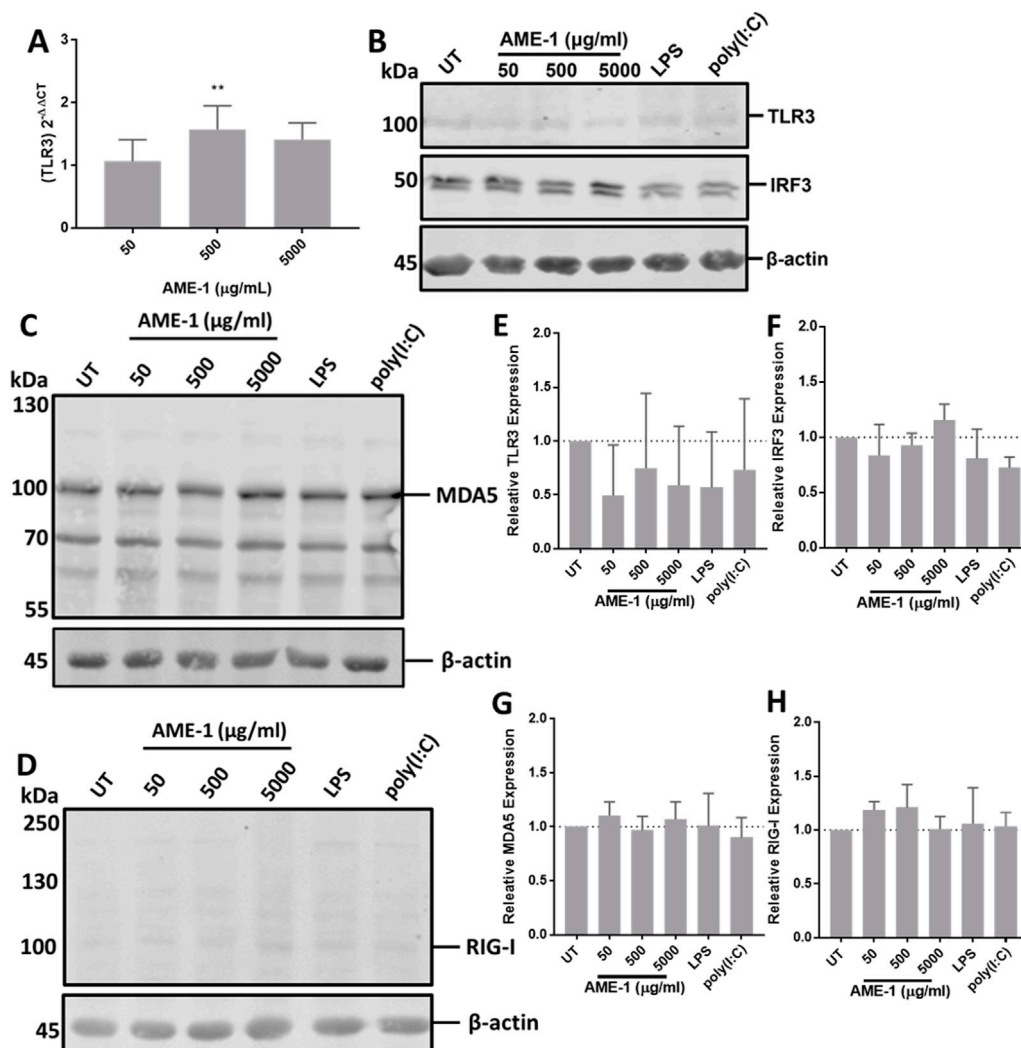 A
3
2
1
0
(TLR3) 2^-ΔΔCT
**
50
500
5000
AME-1 (μg/mL)
B
AME-1 (μg/ml)
kDa
UT
50
500
5000
LPS
poly(I:C)
100
TLR3
50
IRF3
45
β-actin
C
AME-1 (μg/ml)
kDa
UT
50
500
5000
LPS
poly(I:C)
130
100
MDA5
70
55
45
β-actin
E
Releative TLR3 Expression
2.0
1.5
1.0
0.5
0.0
UT
50
500
5000
LPS
poly(I:C)
AME-1 (μg/ml)
F
Releative IRF3 Expression
2.0
1.5
1.0
0.5
0.0
UT
50
500
5000
LPS
poly(I:C)
AME-1 (μg/ml)
D
AME-1 (μg/ml)
kDa
UT
50
500
5000
LPS
poly(I:C)
250
130
100
RIG-I
45
β-actin
G
Releative MDA5 Expression
2.0
1.5
1.0
0.5
0.0
UT
50
500
5000
LPS
poly(I:C)
AME-1 (μg/ml)
H
Releative RIG-I Expression
2.0
1.5
1.0
0.5
0.0
UT
50
500
5000
LPS
poly(I:C)
AME-1 (μg/ml)